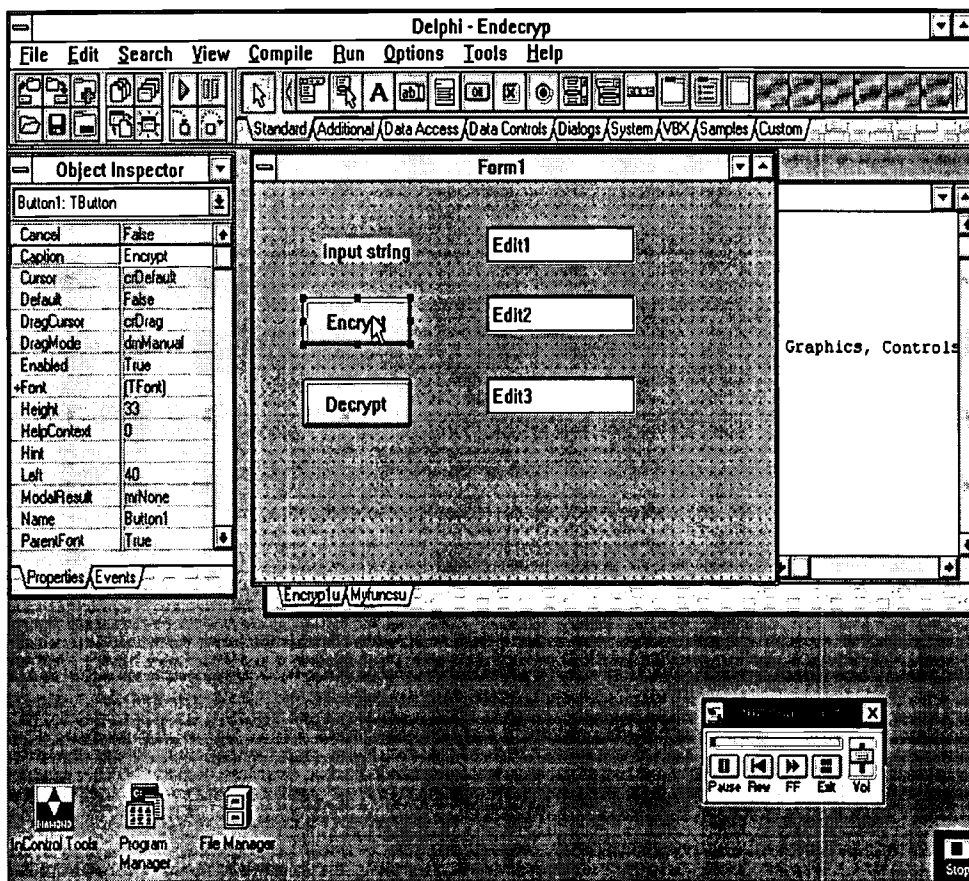 Delphi - Endecryp
File Edit Search View Compile Run Options Tools Help
A ab OK
Standard Additional Data Access Data Controls Dialogs System VBX Samples Custom
Object Inspector
Form1
Button1: TButton
Cancel False
Caption Encrypt
Cursor crDefault
Default False
DragCursor crDrag
DragMode dmManual
Enabled True
+Font (TFont)
Height 33
HelpContext 0
Hint
Left 40
ModalResult mrNone
Name Button1
ParentFont True
Properties Events
Input string Edit1
Encrypt Edit2
Decrypt Edit3
Graphics, Controls
Encryp1u Myfuncsu
Pause Rew FF Exit Vol
DIAMOND
InControl Tools
Program Manager
File Manager
Stop